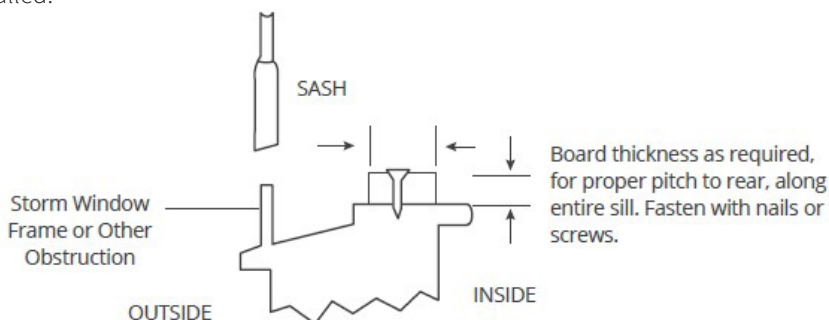 SASH
Board thickness as required,
for proper pitch to rear, along
entire sill. Fasten with nails or
screws.
Storm Window
Frame or Other
Obstruction
INSIDE
OUTSIDE